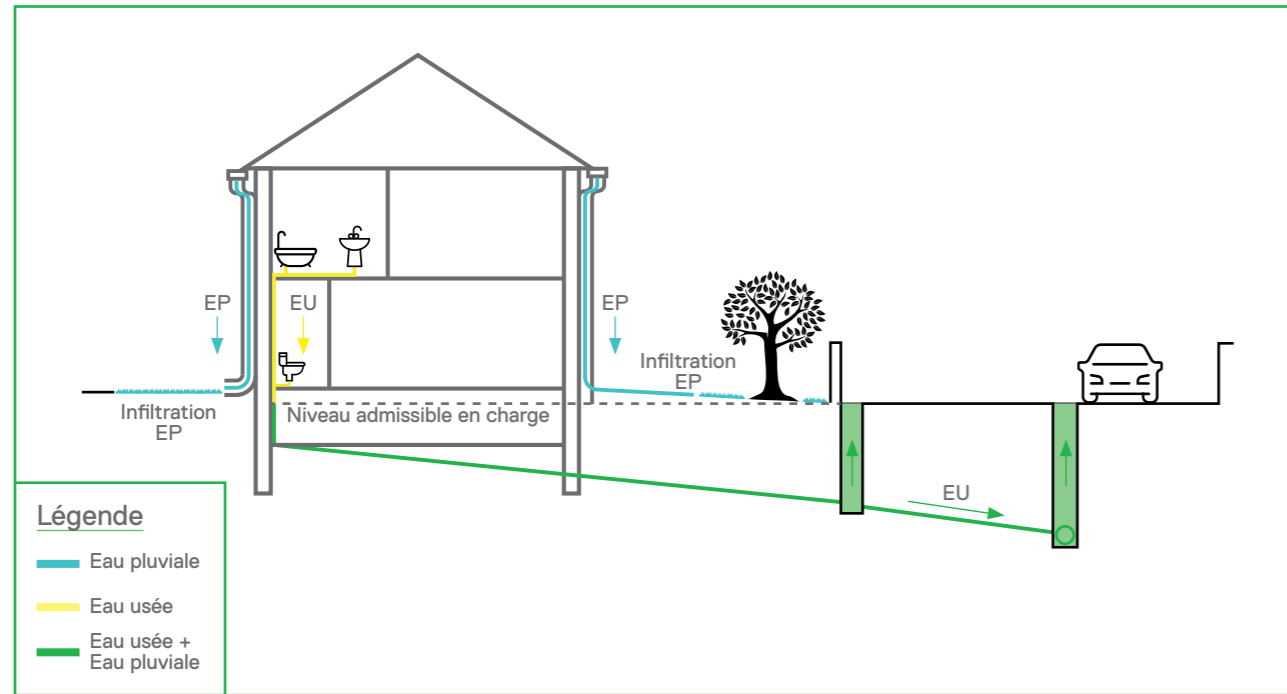 EP
EU
EP
Infiltration
EP
Infiltration
EP
Niveau admissible en charge
EU
Légende
Eau pluviale
Eau usée
Eau usée +
Eau pluviale